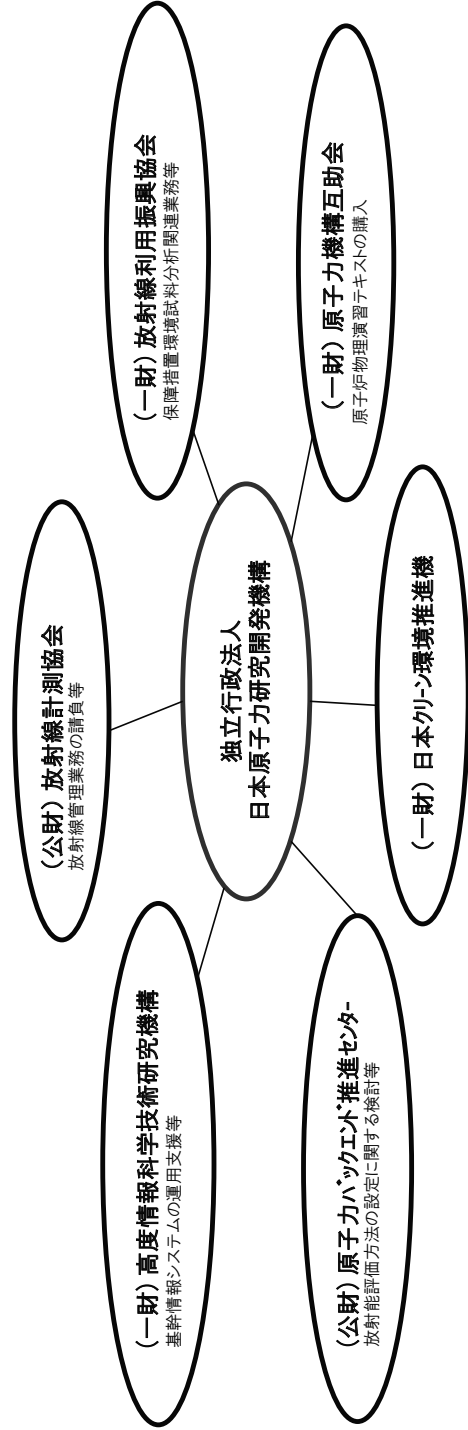 (一財) 高度情報科学技術研究機構
基幹情報システムの運用支援等
(公財) 放射線計測協会
放射線管理業務の請負等
(一財) 放射線利用振興協会
保障措置環境試料分析関連業務等
独立行政法人
日本原子力研究開発機構
(公財) 原子力バックエンド推進センター
放射能評価方法の設定に関する検討等
(一財) 日本クリーン環境推進機
(一財) 原子力機構互助会
原子炉物理演習テキストの購入